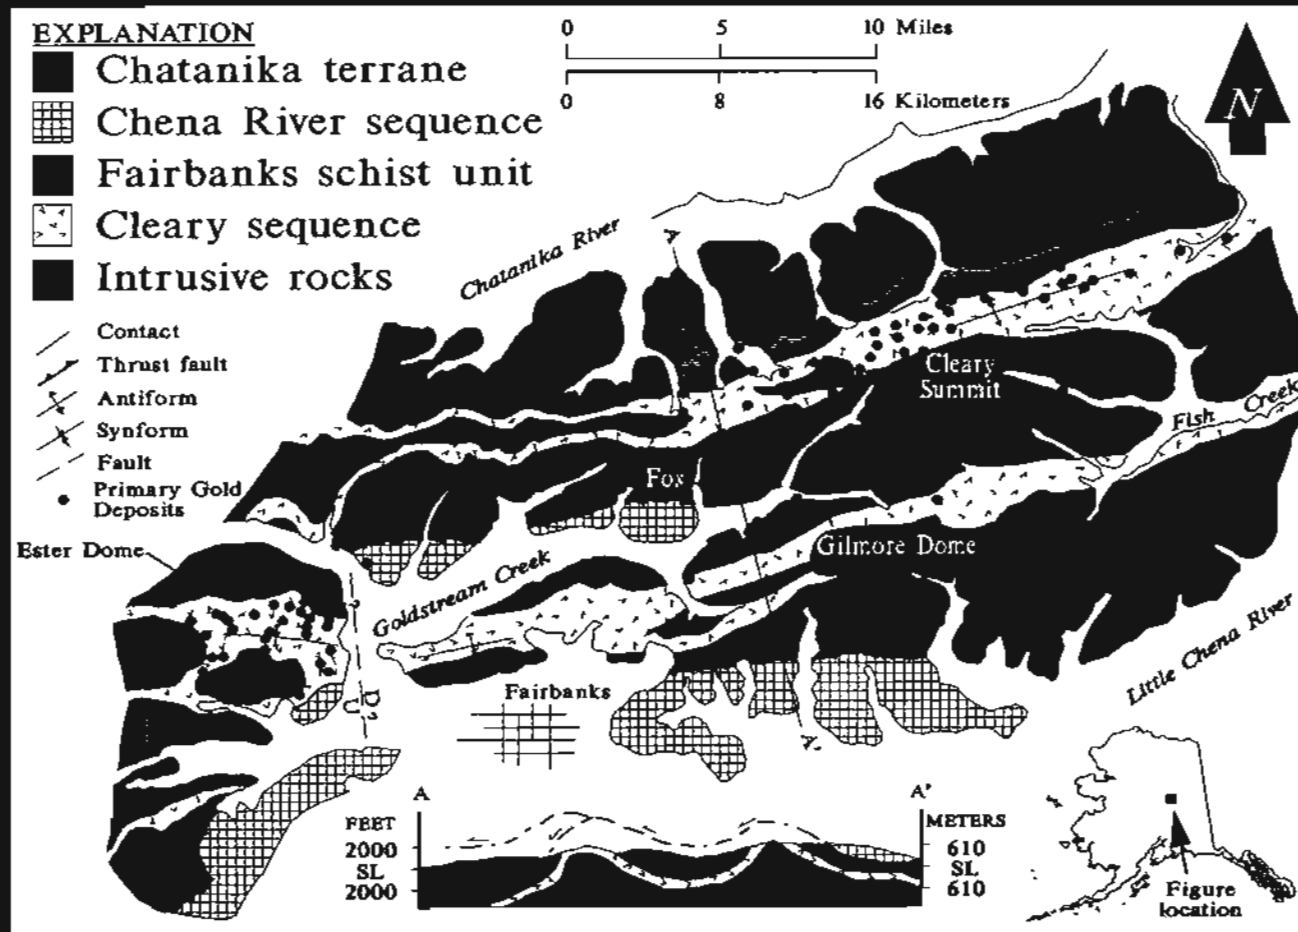 EXPLANATION
Chatanika terrane
Chena River sequence
Fairbanks schist unit
Cleary sequence
Intrusive rocks
Contact
Thrust fault
Antiform
Synform
Fault
Primary Gold
Deposits
0 5 10 Miles
0 8 16 Kilometers
N
Chatanika River
A
Cleary
Summit
Fish Creek
Fox
Ester Dome
Gilmore Dome
Goldstream Creek
Little Chena River
D?
U
Fairbanks
A'
A A'
FEET METERS
2000 610
SL SL
2000 610
Figure
location